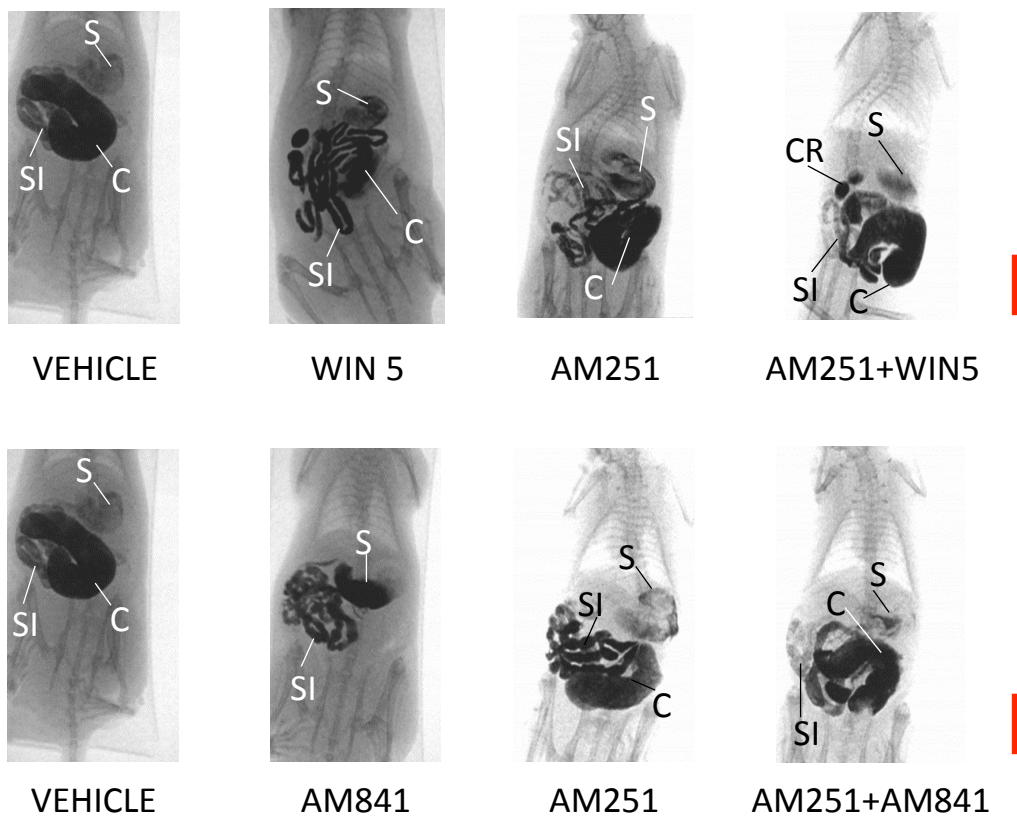 S
SI
C
S
C
SI
S
SI
C
S
CR
SI
C
VEHICLE
WIN 5
AM251
AM251+WIN5
S
SI
C
S
SI
S
SI
C
S
C
SI
VEHICLE
AM841
AM251
AM251+AM841